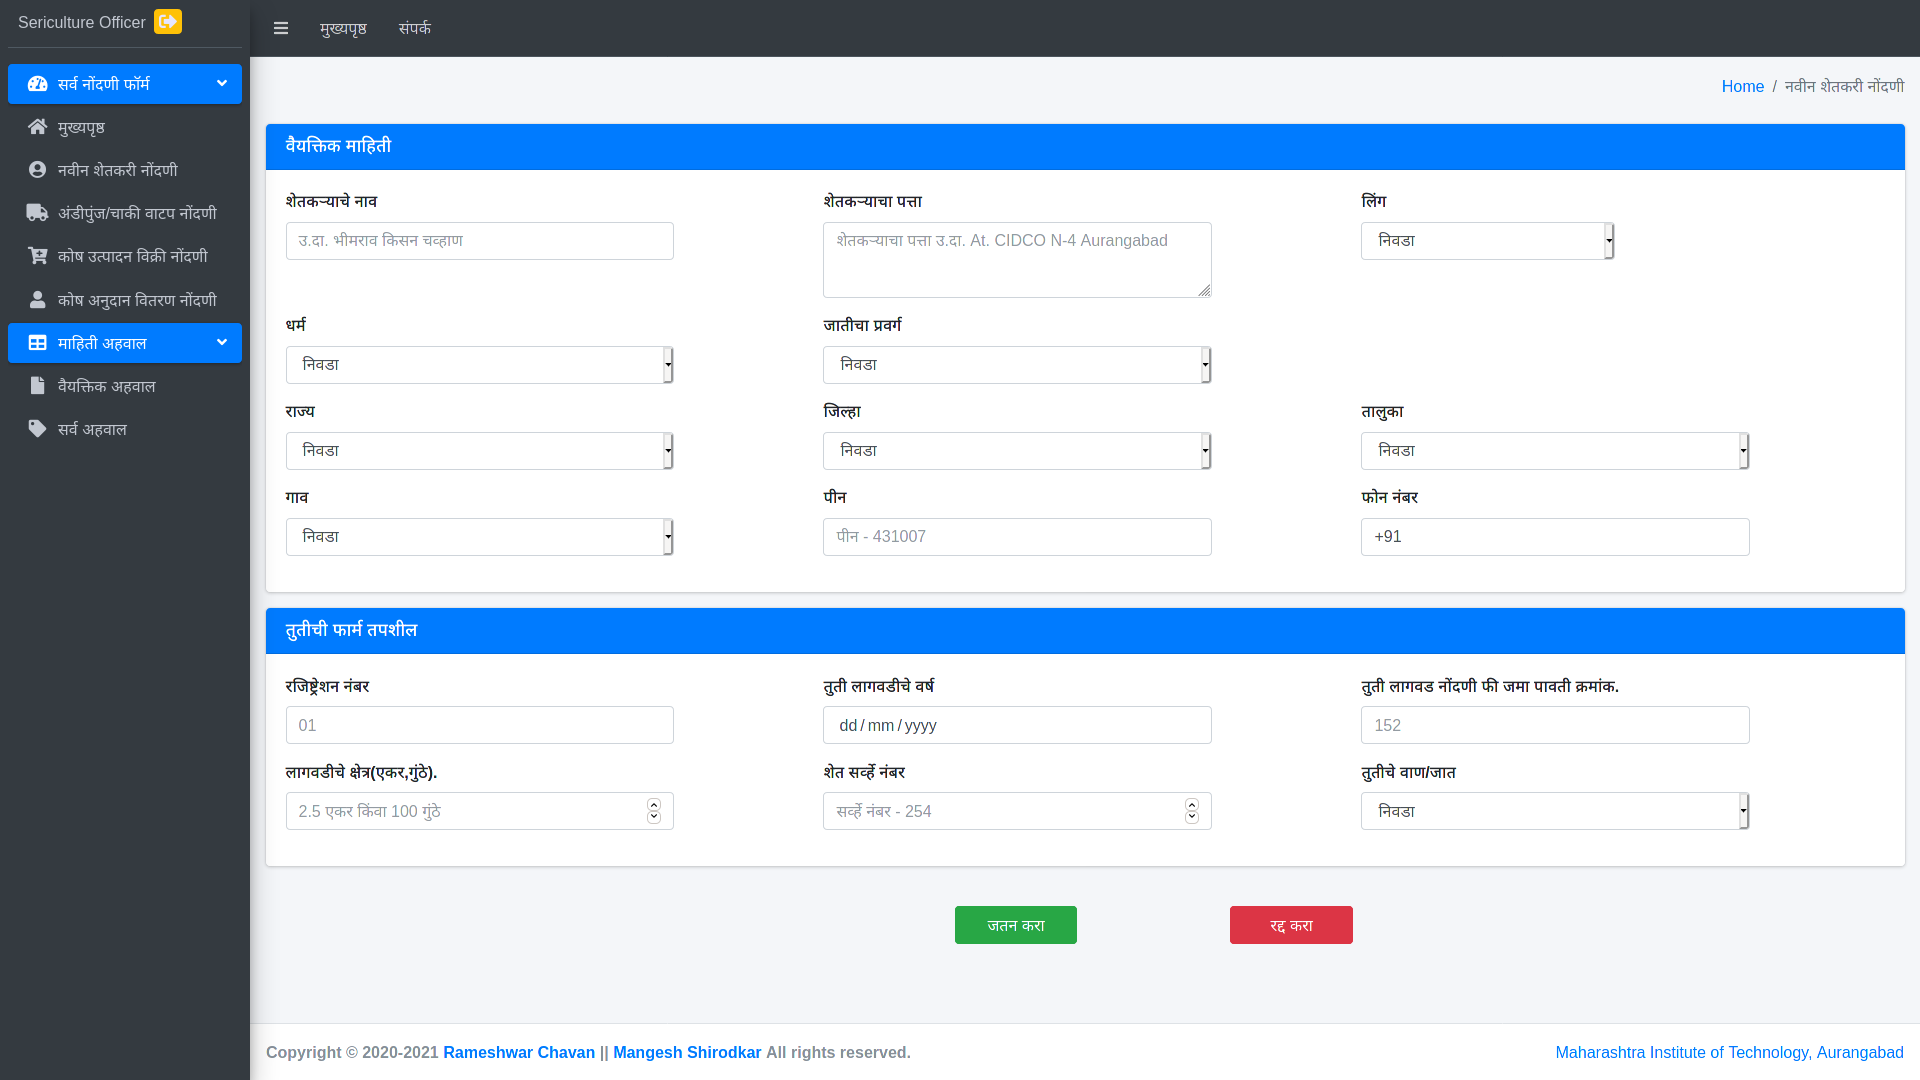 Sericulture Officer
मुख्यपृष्ठ
संपर्क
सर्व नोंदणी फॉर्म
मुख्यपृष्ठ
नवीन शेतकरी नोंदणी
अंडीपुंज/चाकी वाटप नोंदणी
कोष उत्पादन विक्री नोंदणी
कोष अनुदान वितरण नोंदणी
माहिती अहवाल
वैयक्तिक अहवाल
सर्व अहवाल
Home / नवीन शेतकरी नोंदणी
वैयक्तिक माहिती
शेतकऱ्याचे नाव
उ.दा. भीमराव किसन चव्हाण
शेतकऱ्याचा पत्ता
शेतकऱ्याचा पत्ता उ.दा. At. CIDCO N-4 Aurangabad
लिंग
निवडा
धर्म
निवडा
जातीचा प्रवर्ग
निवडा
राज्य
निवडा
जिल्हा
निवडा
तालुका
निवडा
गाव
निवडा
पीन
पीन - 431007
फोन नंबर
+91
तुतीची फार्म तपशील
रजिष्ट्रेशन नंबर
01
तुती लागवडीचे वर्ष
dd/mm/yyyy
तुती लागवड नोंदणी फी जमा पावती क्रमांक.
152
लागवडीचे क्षेत्र(एकर,गुंठे).
2.5 एकर किंवा 100 गुंठे
शेत सर्व्हे नंबर
सर्व्हे नंबर - 254
तुतीचे वाण/जात
निवडा
जतन करा
रद्द करा
Copyright © 2020-2021 Rameshwar Chavan || Mangesh Shirodkar All rights reserved.
Maharashtra Institute of Technology, Aurangabad